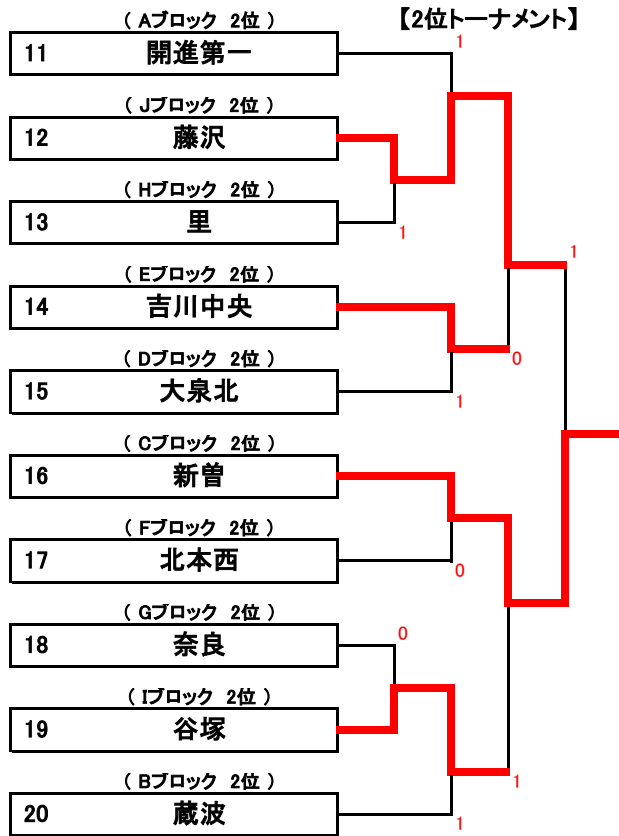 【2位トーナメント】
( Aブロック 2位 )
11 開進第一
1
( Jブロック 2位 )
12 藤沢
( Hブロック 2位 )
13 里
1
1
( Eブロック 2位 )
14 吉川中央
0
( Dブロック 2位 )
15 大泉北
1
( Cブロック 2位 )
16 新曽
( Fブロック 2位 )
17 北本西
0
( Gブロック 2位 )
18 奈良
0
( Iブロック 2位 )
19 谷塚
1
( Bブロック 2位 )
20 蔵波
1